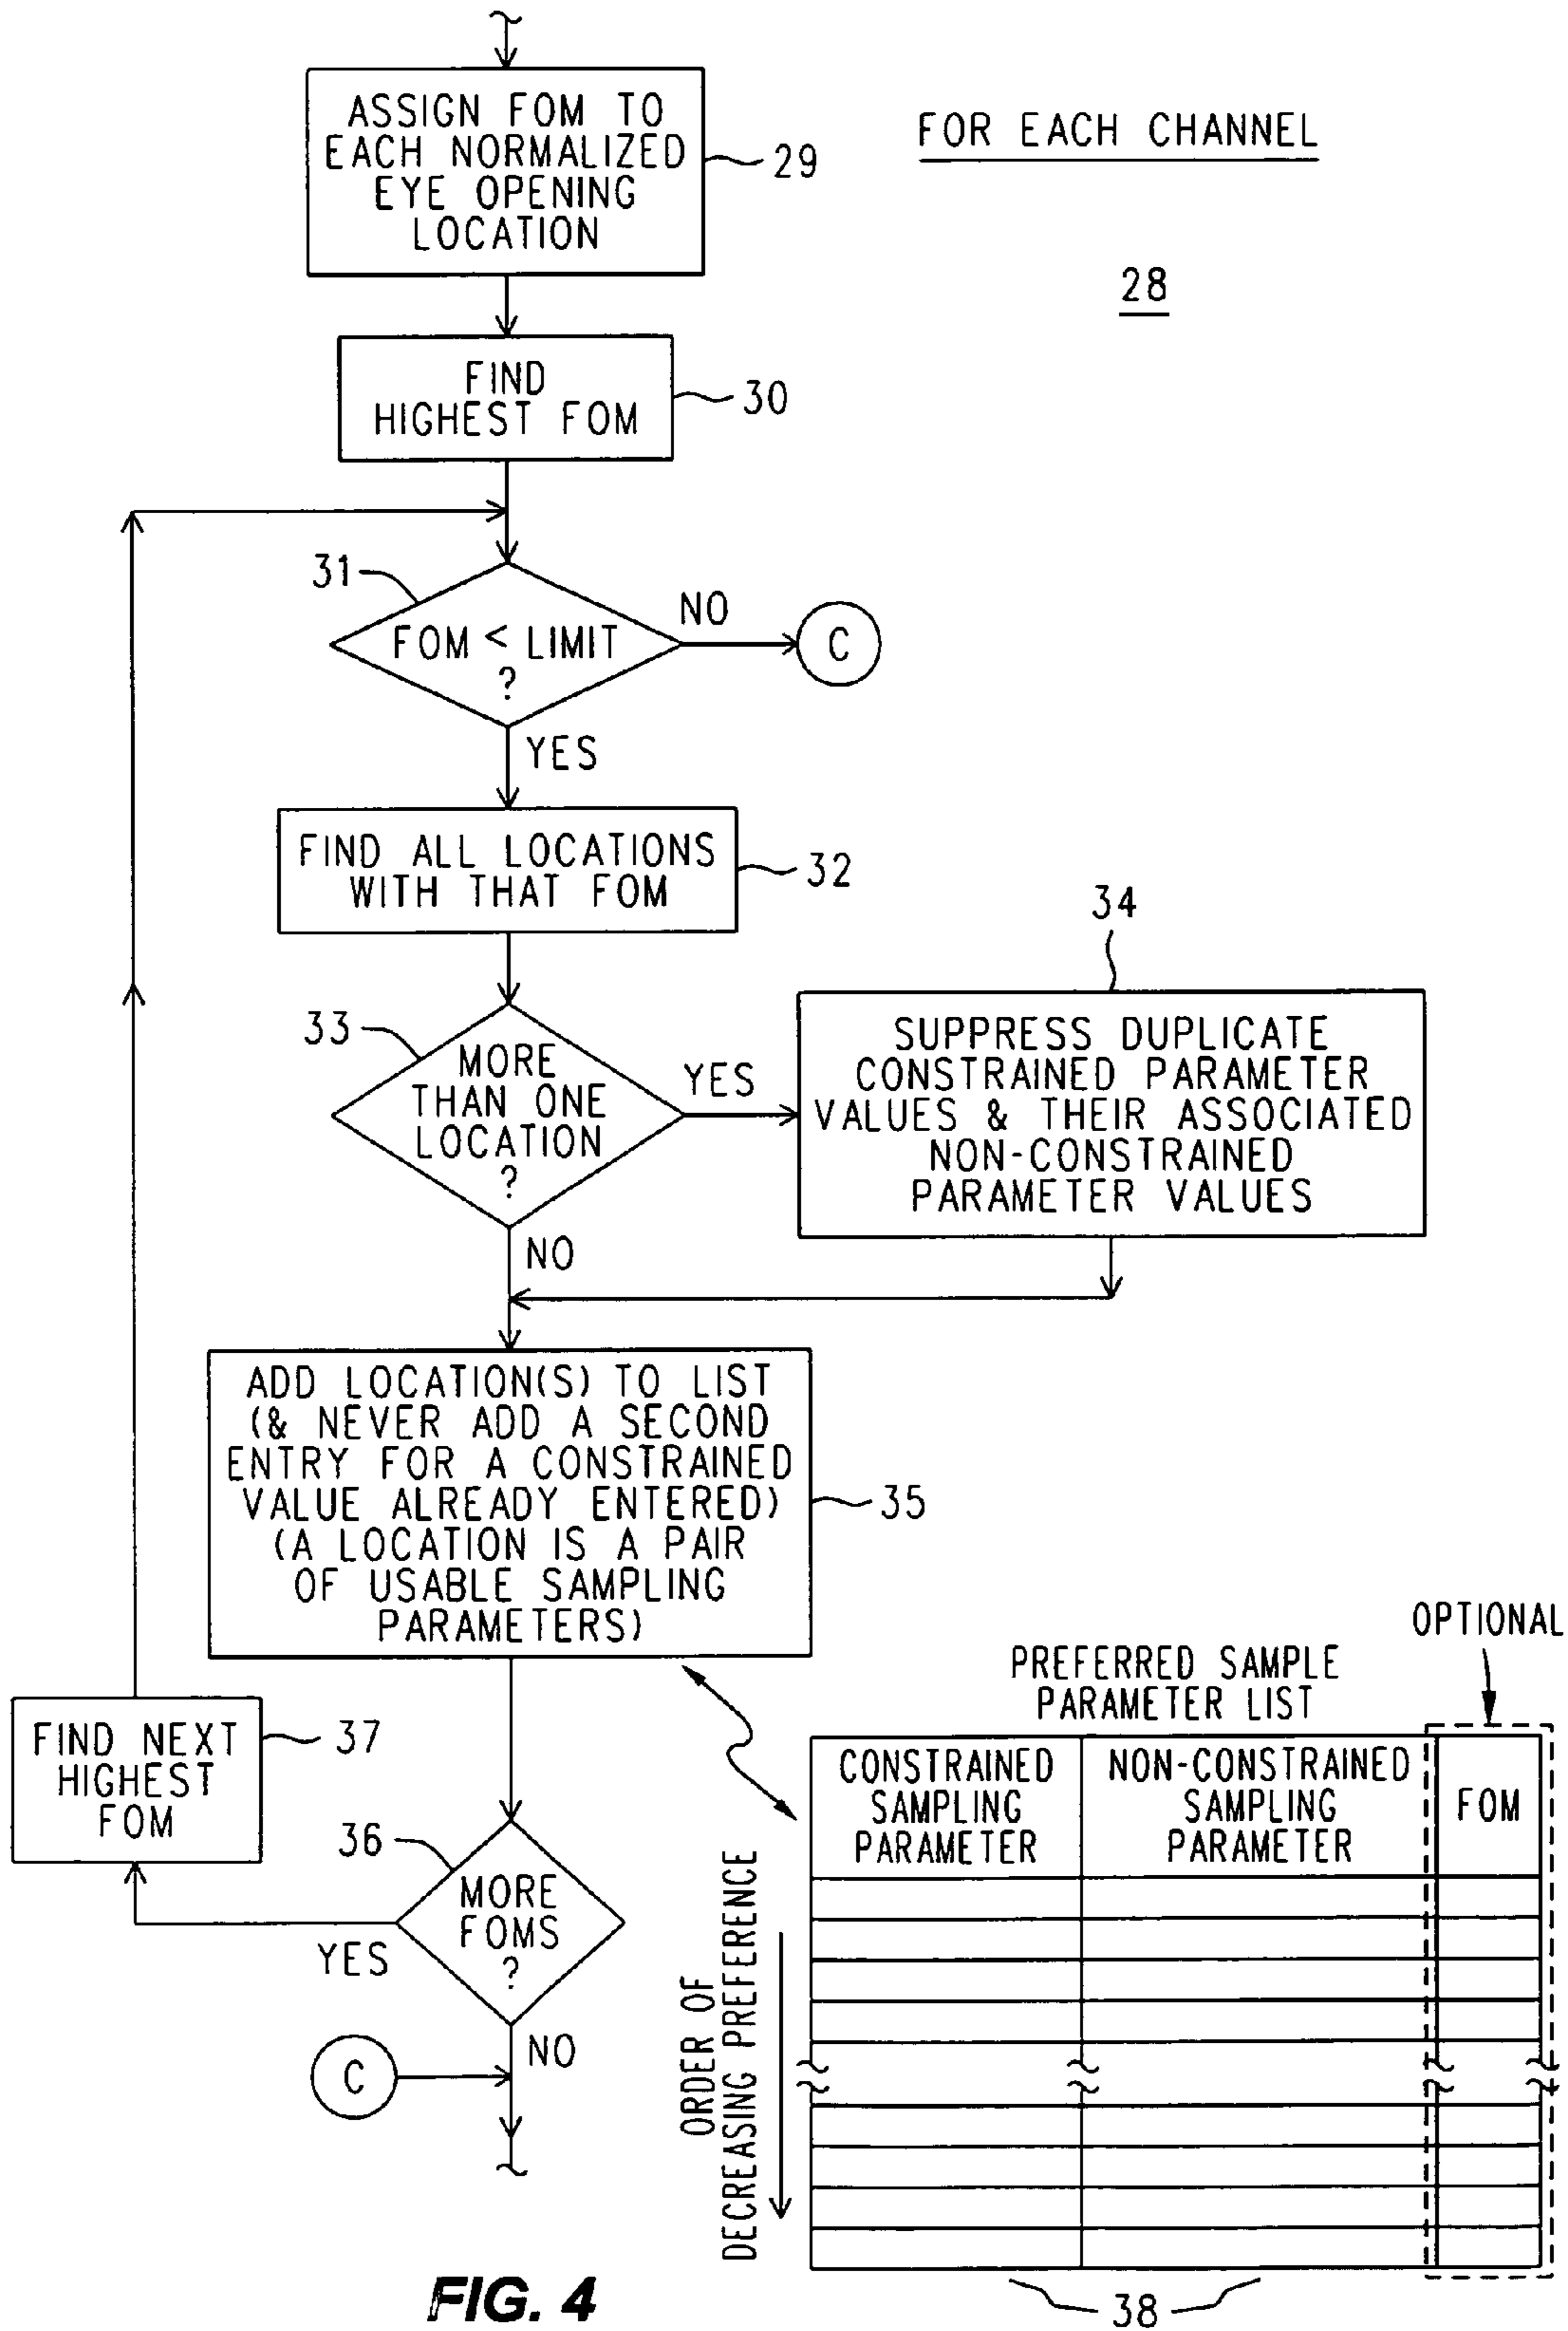 ASSIGN FOM TO
EACH NORMALIZED
EYE OPENING
LOCATION
29
FOR EACH CHANNEL
28
FIND
HIGHEST FOM
30
31
FOM < LIMIT
?
NO
C
YES
FIND ALL LOCATIONS
WITH THAT FOM
32
33
MORE
THAN ONE
LOCATION
?
YES
34
SUPPRESS DUPLICATE
CONSTRAINED PARAMETER
VALUES & THEIR ASSOCIATED
NON-CONSTRAINED
PARAMETER VALUES
NO
ADD LOCATION(S) TO LIST
(& NEVER ADD A SECOND
ENTRY FOR A CONSTRAINED
VALUE ALREADY ENTERED)
(A LOCATION IS A PAIR
OF USABLE SAMPLING
PARAMETERS)
35
FIND NEXT
HIGHEST
FOM
37
36
MORE
FOMS
?
YES
NO
C
OPTIONAL
PREFERRED SAMPLE
PARAMETER LIST
CONSTRAINED
SAMPLING
PARAMETER
NON-CONSTRAINED
SAMPLING
PARAMETER
FOM
ORDER OF
DECREASING PREFERENCE
38
FIG. 4